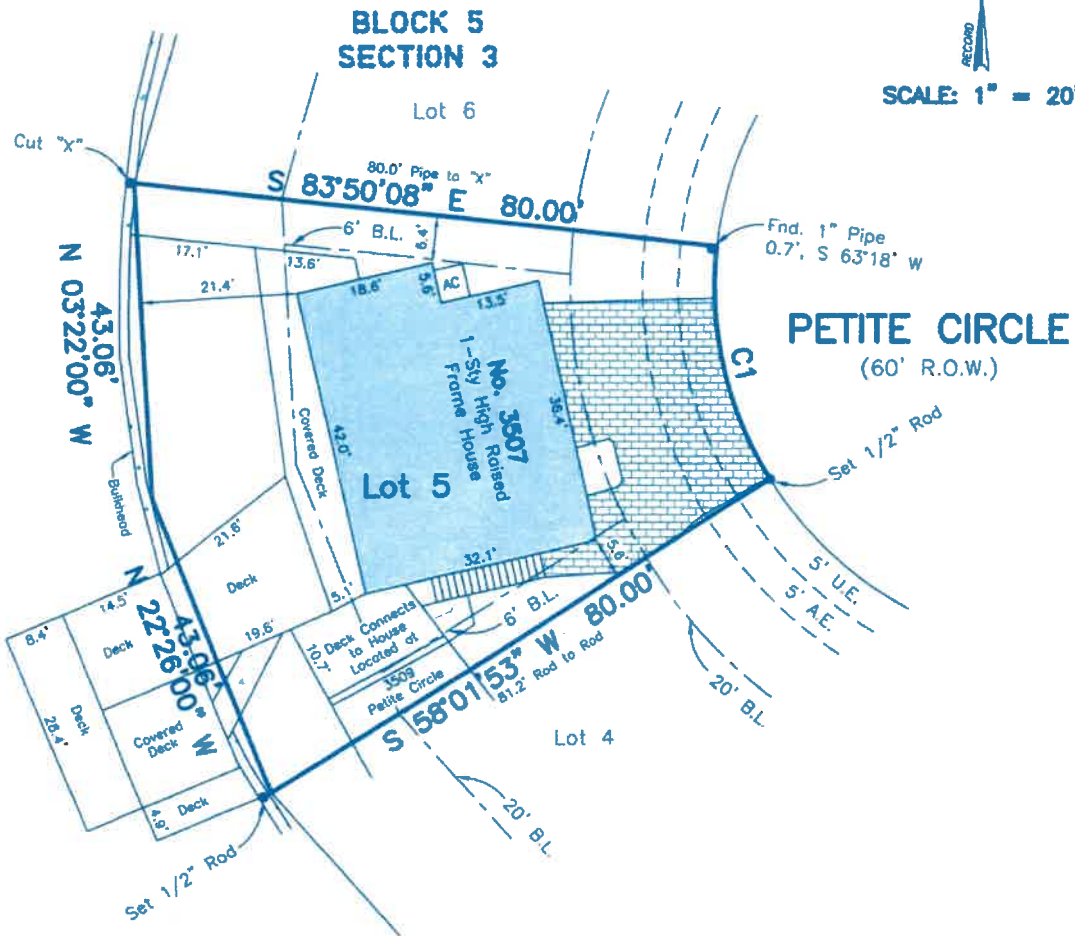 BLOCK 5
SECTION 3
RECORD
SCALE: 1" = 20'
Lot 6
Cut "X"
80.0' Pipe to "X"
S 83°50'08" E 80.00'
Fnd. 1" Pipe
0.7', S 63°18' W
6' B.L.
6.4'
17.1'
13.6'
21.4'
18.6'
5.6'
AC
13.5'
PETITE CIRCLE
(60' R.O.W.)
C1
43.06'
N 03°22'00" W
No. 3507
1-Sty High Raised
Frame House
36.4'
Covered Deck
42.0'
Lot 5
Set 1/2" Rod
Bulkhead
21.6'
Deck
32.1'
5.6'
5.1'
5' U.E.
5' A.E.
14.5'
8.4'
Deck
43.06'
N 22°26'00" W
19.6'
10.7'
Deck Connects
to House
Located at
3509
Petite Circle
6' B.L.
S 58°01'53" W 80.00'
81.2' Rod to Rod
20' B.L.
Deck
28.4'
Covered
Deck
Lot 4
4.9'
Deck
20' B.L.
Set 1/2" Rod